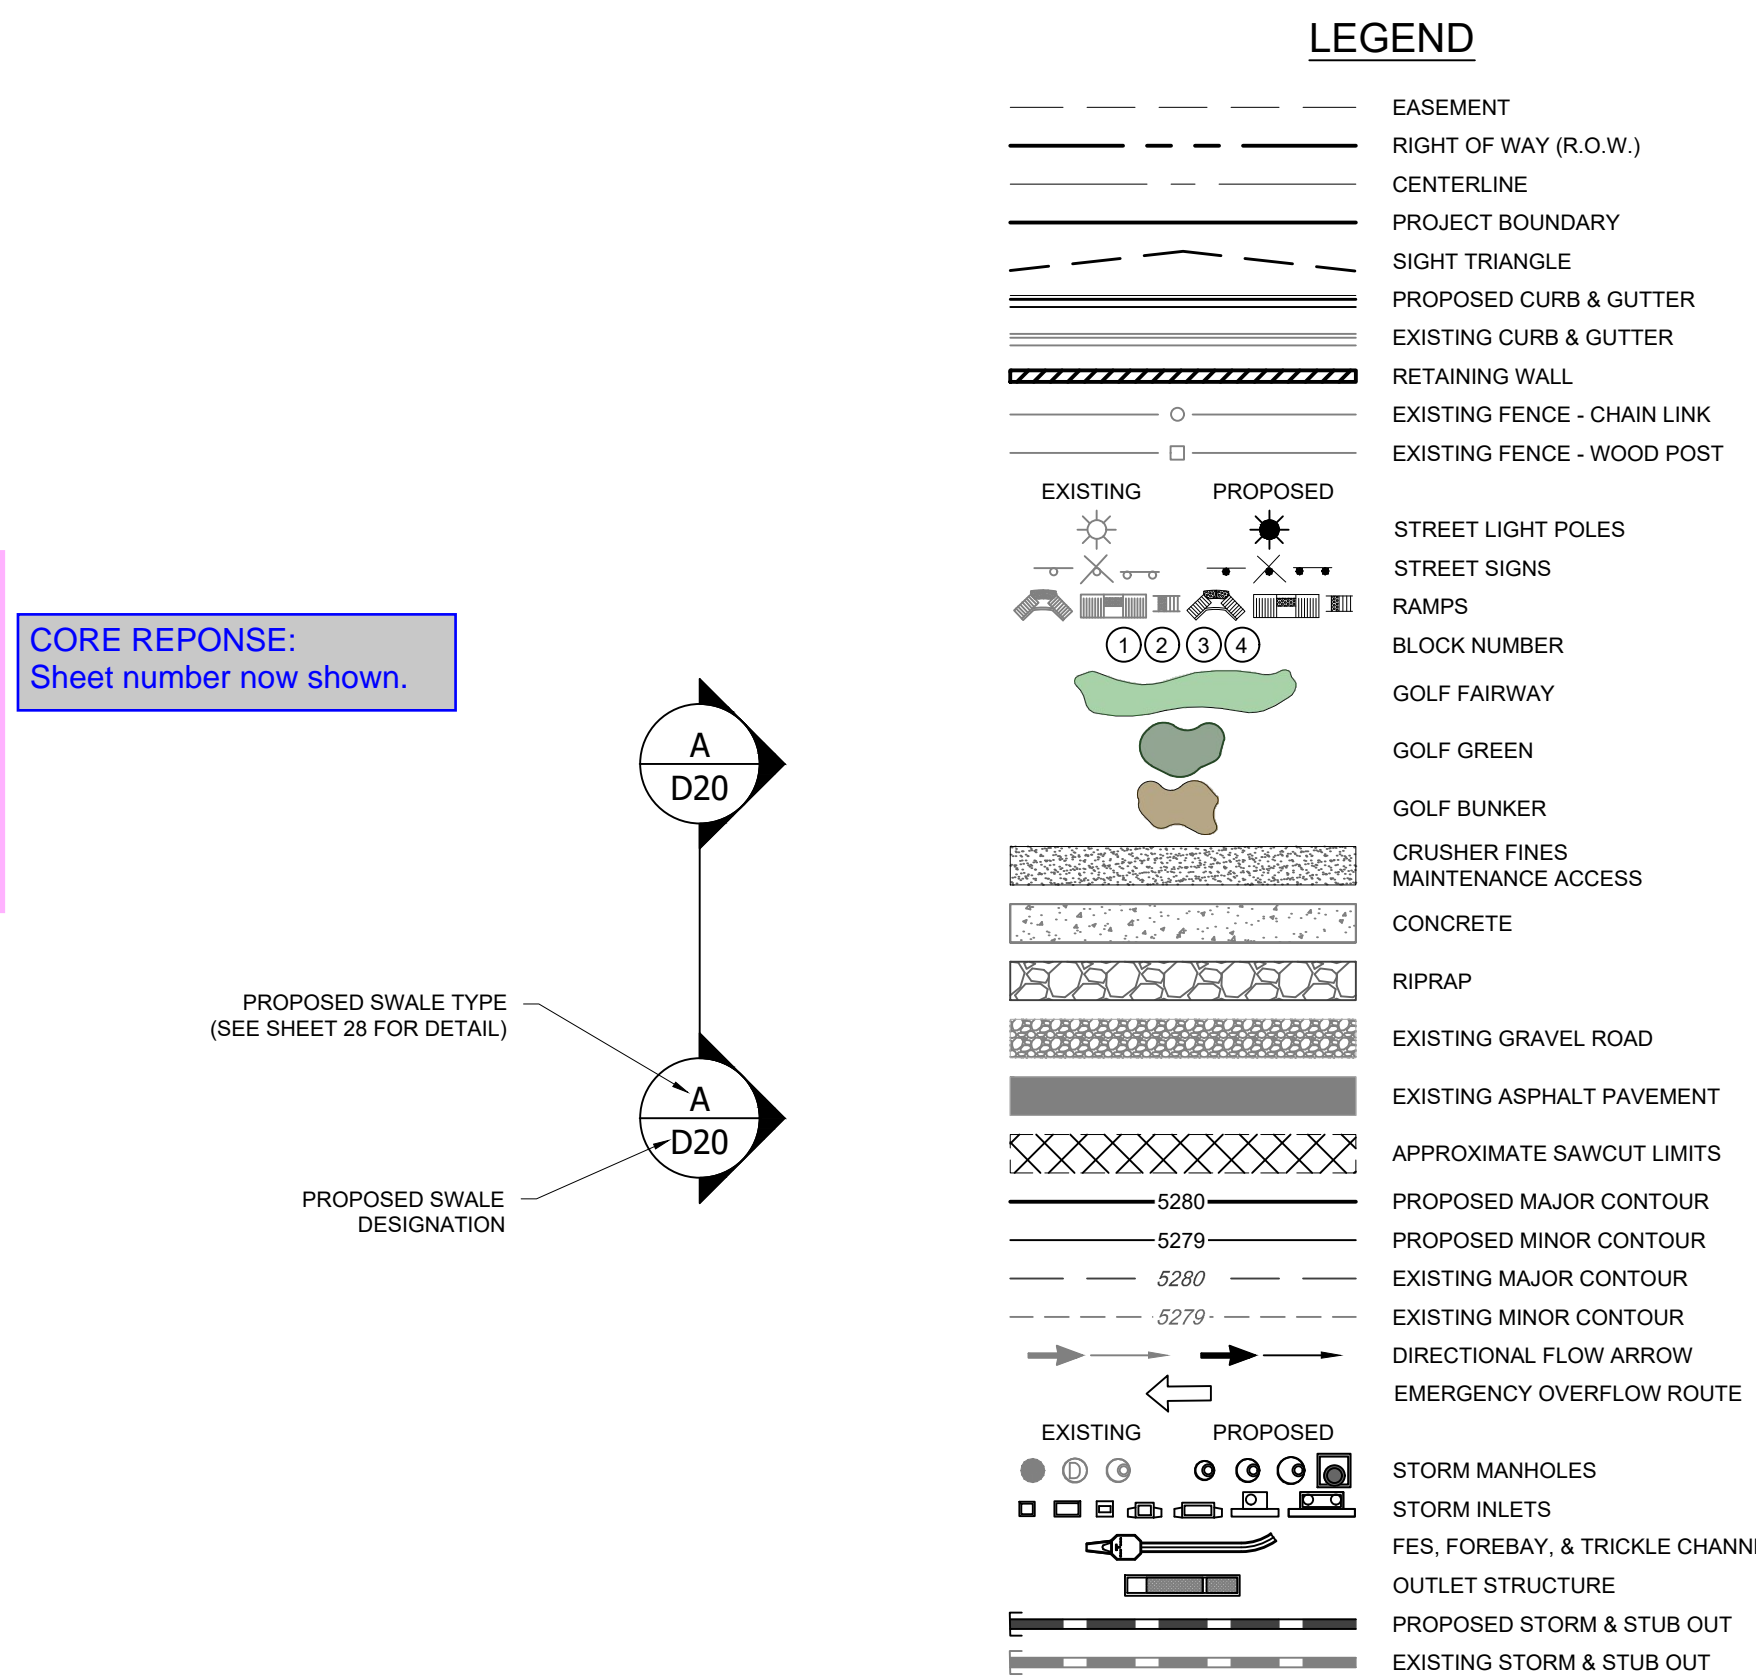 LEGEND
EASEMENT
RIGHT OF WAY (R.O.W.)
CENTERLINE
PROJECT BOUNDARY
SIGHT TRIANGLE
PROPOSED CURB & GUTTER
EXISTING CURB & GUTTER
RETAINING WALL
EXISTING FENCE - CHAIN LINK
EXISTING FENCE - WOOD POST
EXISTING PROPOSED
STREET LIGHT POLES
STREET SIGNS
RAMPS
1 2 3 4 BLOCK NUMBER
GOLF FAIRWAY
GOLF GREEN
GOLF BUNKER
CRUSHER FINES
MAINTENANCE ACCESS
CONCRETE
RIPRAP
EXISTING GRAVEL ROAD
EXISTING ASPHALT PAVEMENT
APPROXIMATE SAWCUT LIMITS
5280 PROPOSED MAJOR CONTOUR
5279 PROPOSED MINOR CONTOUR
5280 EXISTING MAJOR CONTOUR
5279 EXISTING MINOR CONTOUR
DIRECTIONAL FLOW ARROW
EMERGENCY OVERFLOW ROUTE
EXISTING PROPOSED
D STORM MANHOLES
STORM INLETS
FES, FOREBAY, & TRICKLE
OUTLET STRUCTURE
PROPOSED STORM & STUB OUT
EXISTING STORM & STUB OUT
CORE REPONSE:
Sheet number now shown.
A
D20
PROPOSED SWALE TYPE
(SEE SHEET 28 FOR DETAIL)
A
D20
PROPOSED SWALE
DESIGNATION